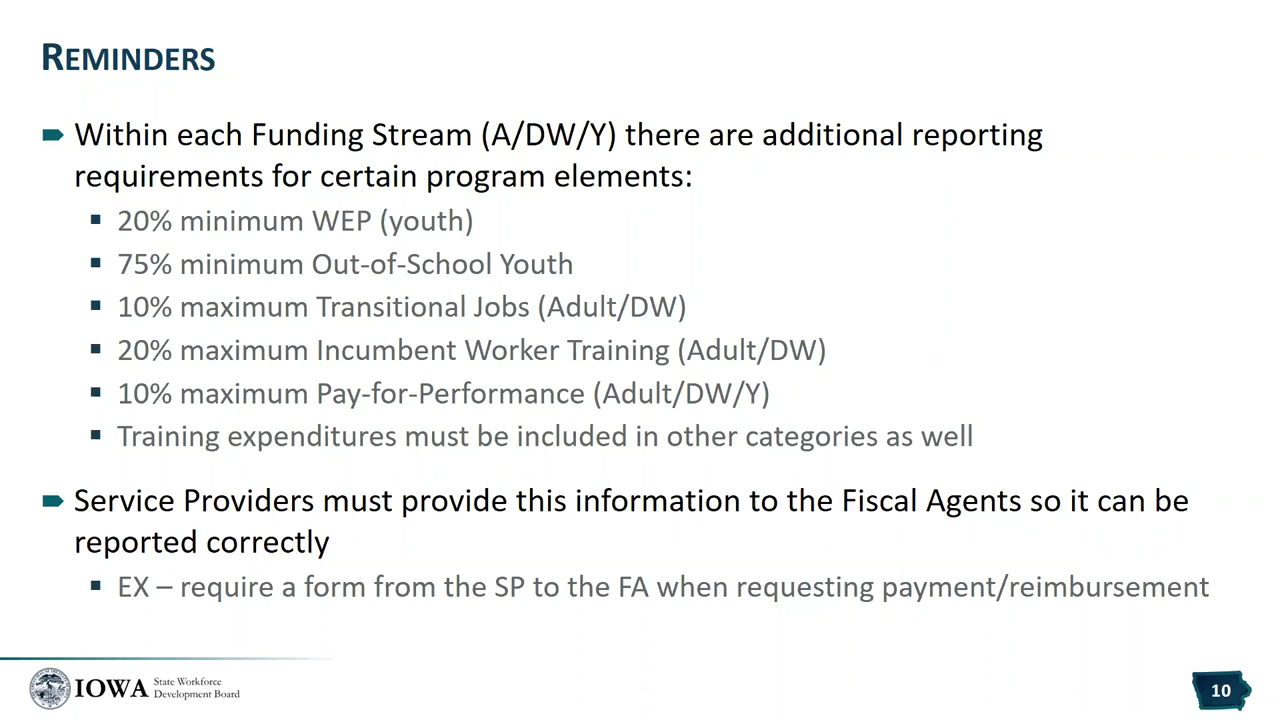 REMINDERS
Within each Funding Stream (A/DW/Y) there are additional reporting
requirements for certain program elements:
20% minimum WEP (youth)
75% minimum Out-of-School Youth
10% maximum Transitional Jobs (Adult/DW)
20% maximum Incumbent Worker Training (Adult/DW)
10% maximum Pay-for-Performance (Adult/DW/Y)
Training expenditures must be included in other categories as well
Service Providers must provide this information to the Fiscal Agents so it can be
reported correctly
EX – require a form from the SP to the FA when requesting payment/reimbursement
IOWA
State Workforce
Development Board
10